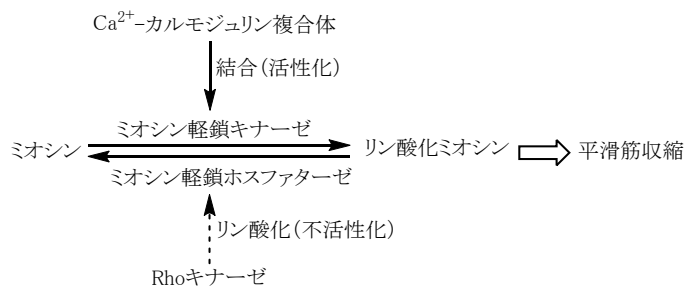 Ca2+-カルモジュリン複合体
結合(活性化)
ミオシン軽鎖キナーゼ
ミオシン
リン酸化ミオシン
平滑筋収縮
ミオシン軽鎖ホスファターゼ
リン酸化(不活性化)
Rhoキナーゼ